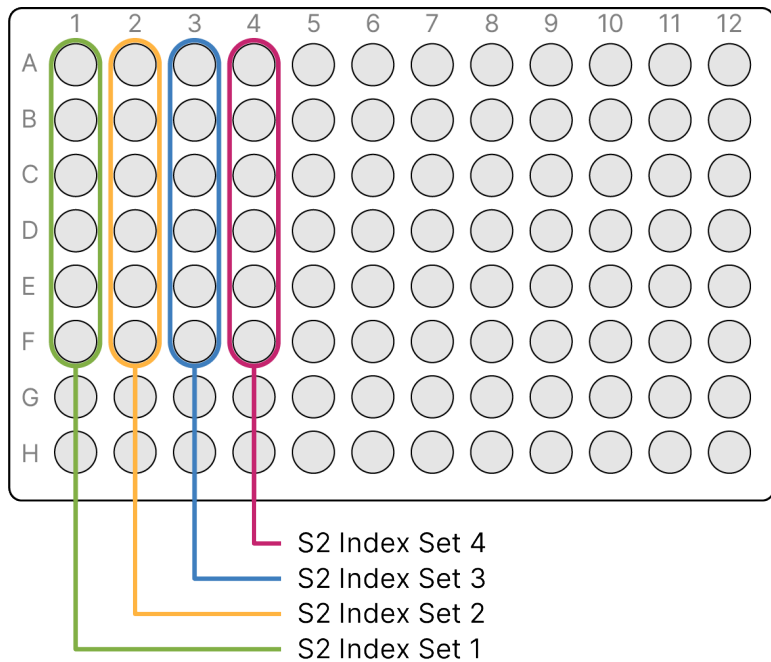 1 2 3 4 5 6 7 8 9 10 11 12
A
B
C
D
E
F
G
H
S2 Index Set 4
S2 Index Set 3
S2 Index Set 2
S2 Index Set 1